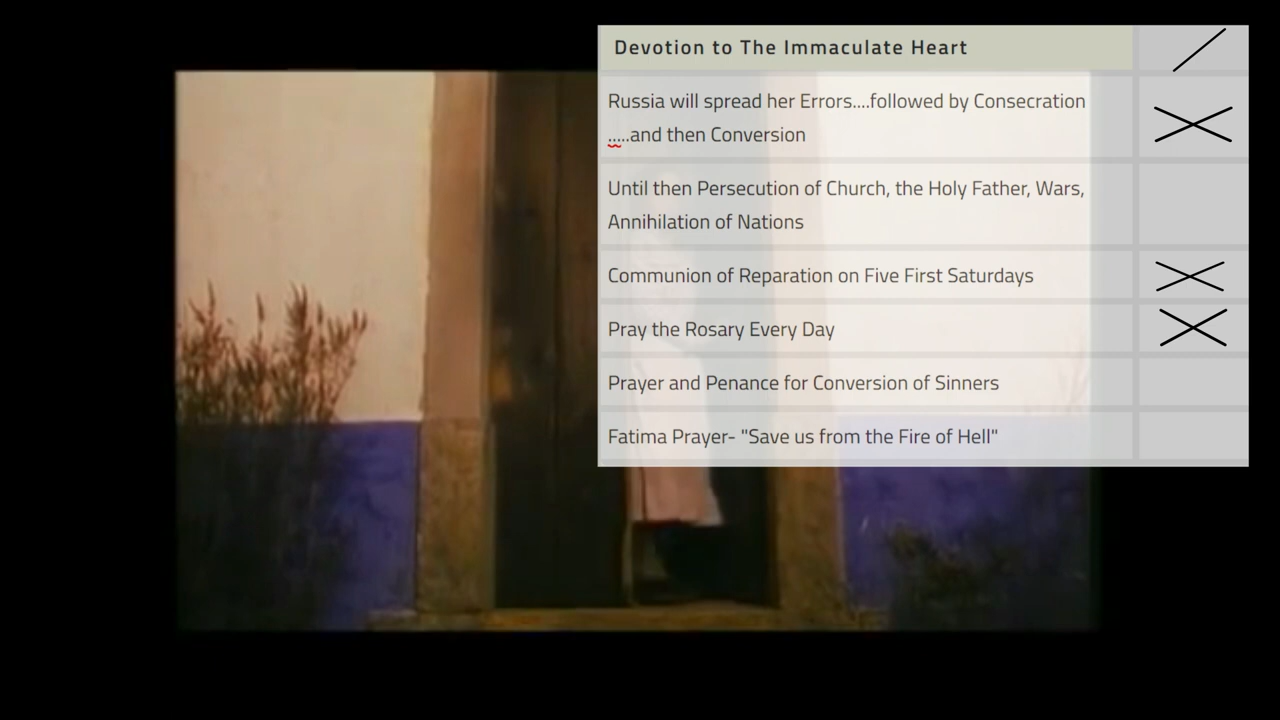 Devotion to The Immaculate Heart
Russia will spread her Errors....followed by Consecration
.....and then Conversion
Until then Persecution of Church, the Holy Father, Wars,
Annihilation of Nations
Communion of Reparation on Five First Saturdays
Pray the Rosary Every Day
Prayer and Penance for Conversion of Sinners
Fatima Prayer- "Save us from the Fire of Hell"